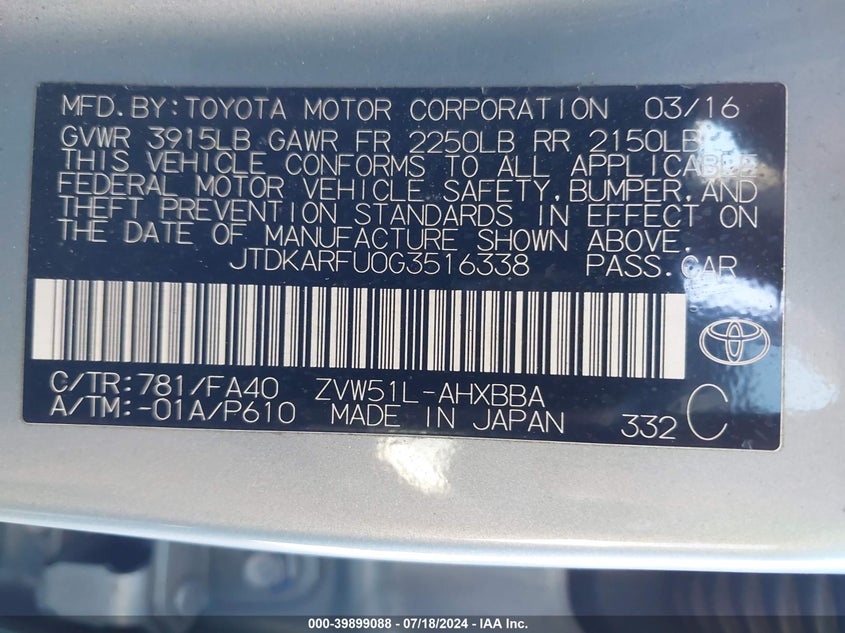 MFD. BY: TOYOTA MOTOR CORPORATION 03/16
GVWR 3915LB GAWR FR 2250LB RR 2150LB
THIS VEHICLE CONFORMS TO ALL APPLICABLE
FEDERAL MOTOR VEHICLE SAFETY, BUMPER, AND
THEFT PREVENTION STANDARDS IN EFFECT ON
THE DATE OF MANUFACTURE SHOWN ABOVE.
JTDKARFU0G3516338 PASS. CAR
C/TR: 781/FA40 ZVW51L-AHXBBA
A/TM: -01A/P610 MADE IN JAPAN 332 C
000-39899088 - 07/18/2024 - IAA Inc.